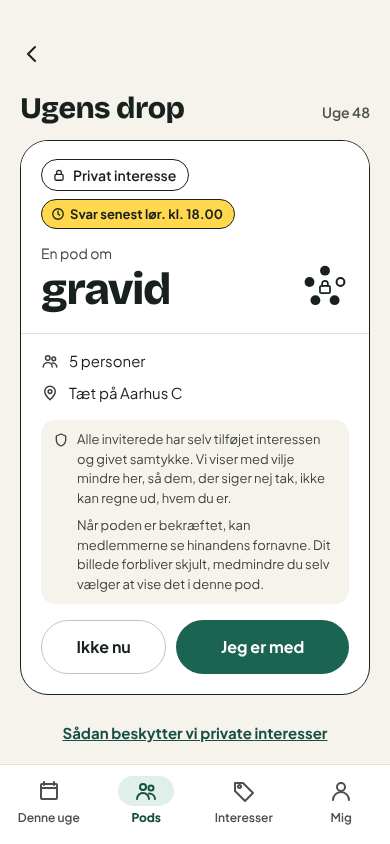 Ugens drop
Uge 48
Privat interesse
Svar senest lør. kl. 18.00
En pod om
gravid
5 personer
Tæt på Aarhus C
Alle inviterede har selv tilføjet interessen
og givet samtykke. Vi viser med vilje
mindre her, så dem, der siger nej tak, ikke
kan regne ud, hvem du er.
Når poden er bekræftet, kan
medlemmerne se hinandens fornavne. Dit
billede forbliver skjult, medmindre du selv
vælger at vise det i denne pod.
Ikke nu
Jeg er med
Sådan beskytter vi private interesser
Denne uge
Pods
Interesser
Mig